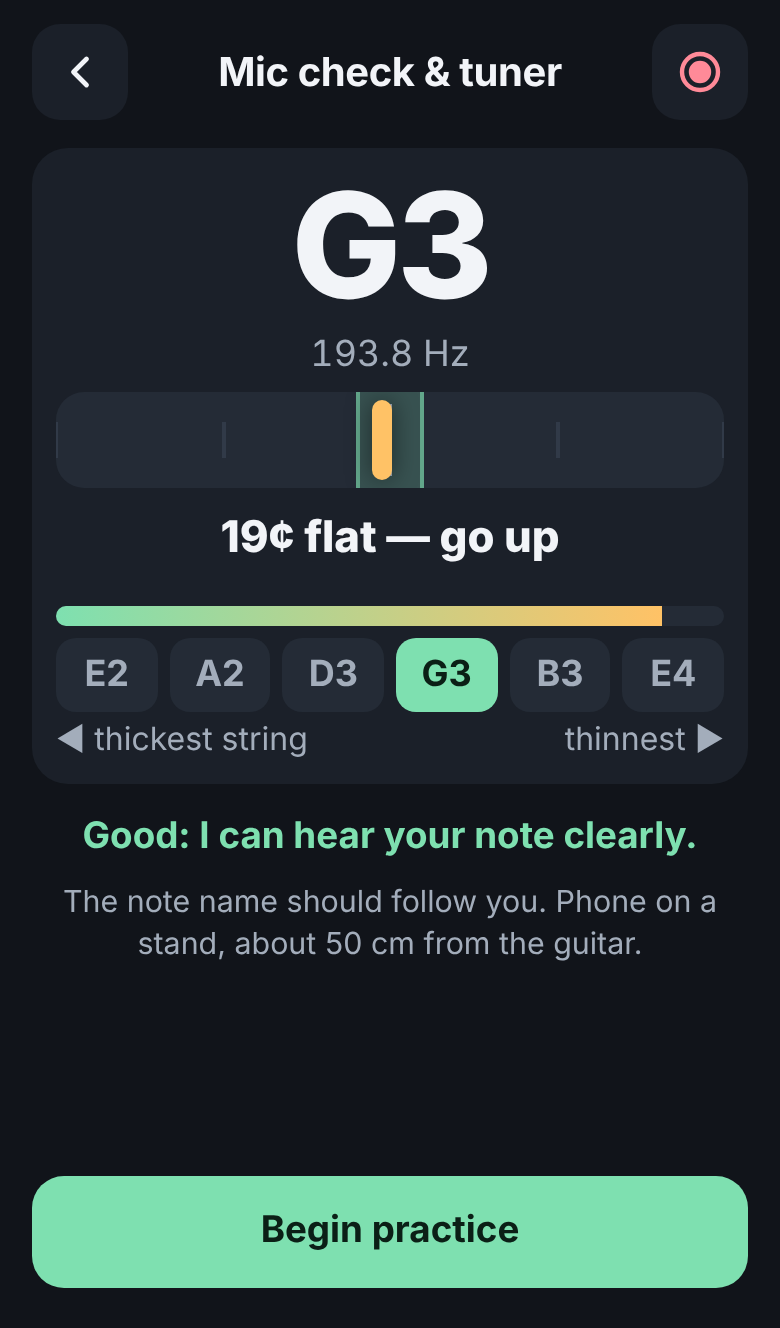 Mic check & tuner
G3
193.8 Hz
19¢ flat — go up
E2 A2 D3 G3 B3 E4
◀ thickest string thinnest ▶
Good: I can hear your note clearly.
The note name should follow you. Phone on a
stand, about 50 cm from the guitar.
Begin practice